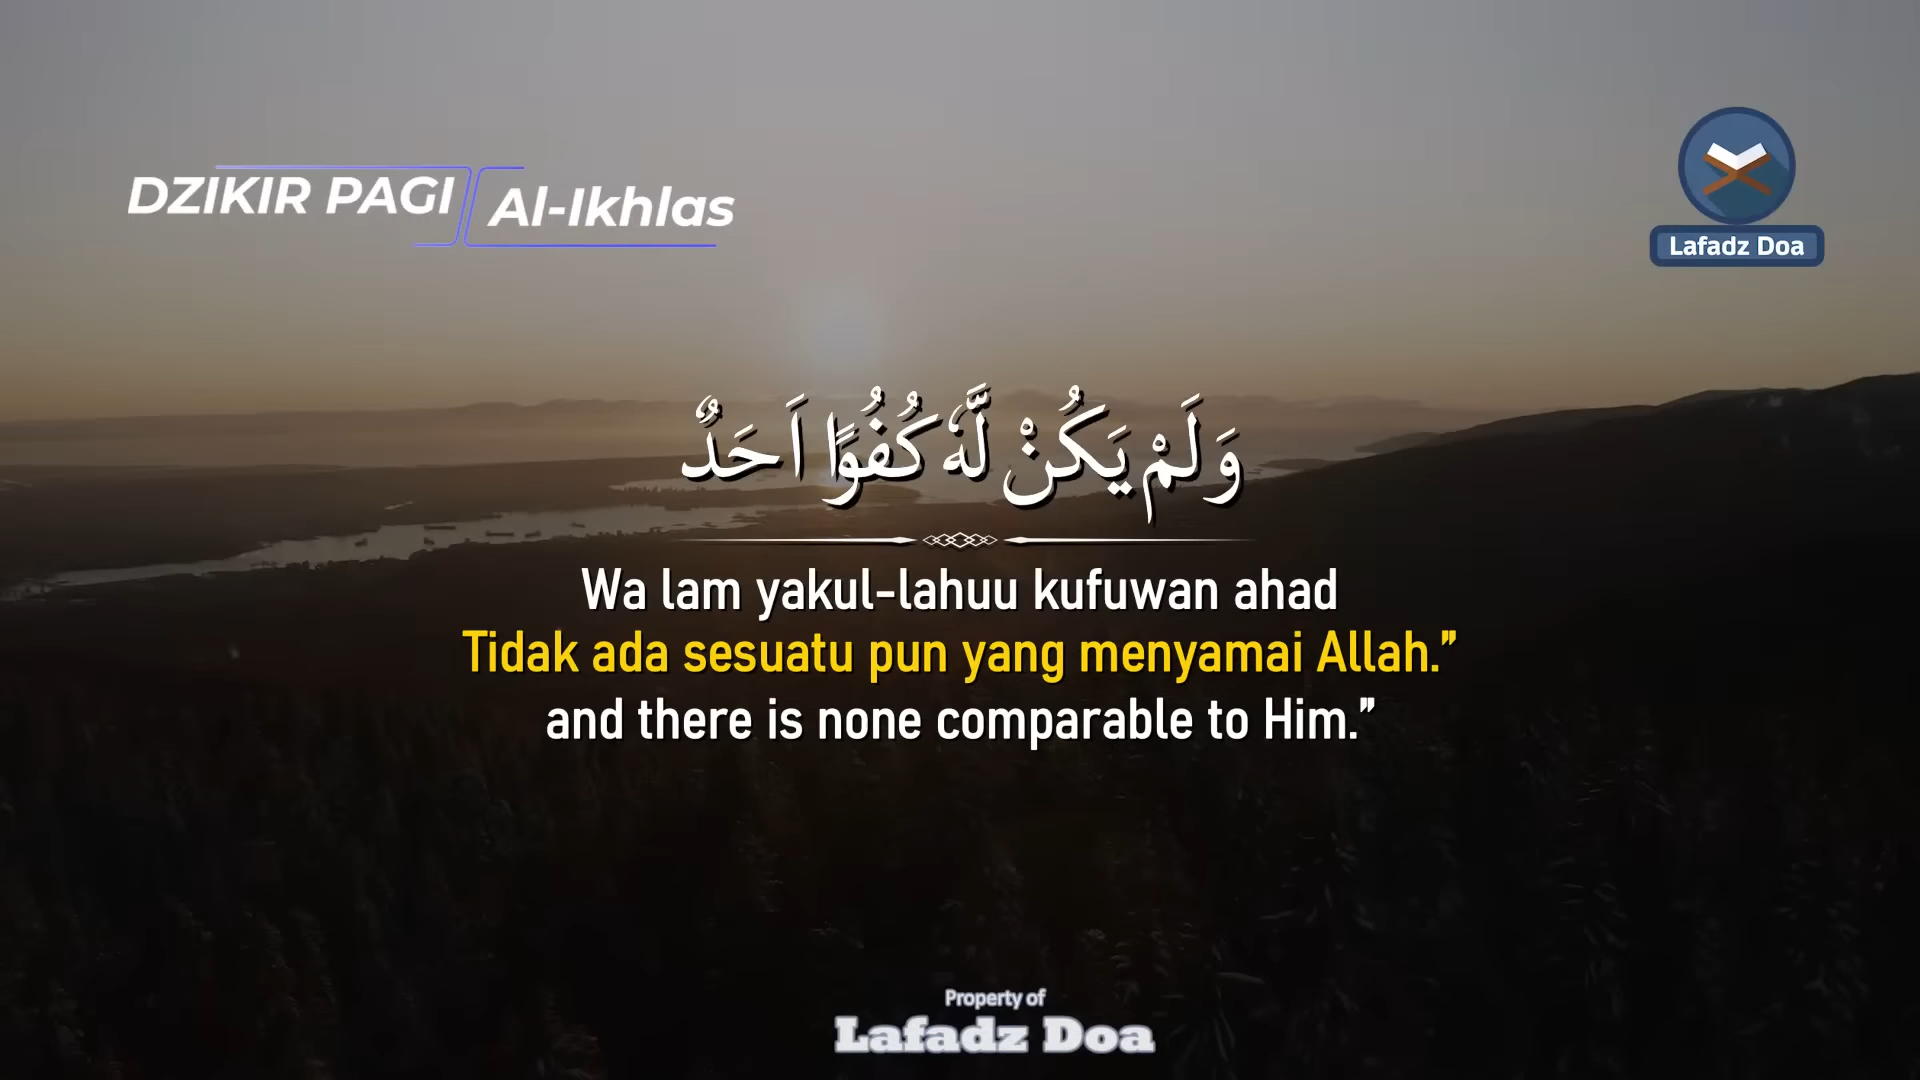 DZIKIR PAGI
Al-Ikhlas
Lafadz Doa
وَلَمْ يَكُنْ لَّهٗ كُفُوًا اَحَدٌ
Wa lam yakul-lahuu kufuwan ahad
Tidak ada sesuatu pun yang menyamai Allah.”
and there is none comparable to Him.”
Property of
Lafadz Doa